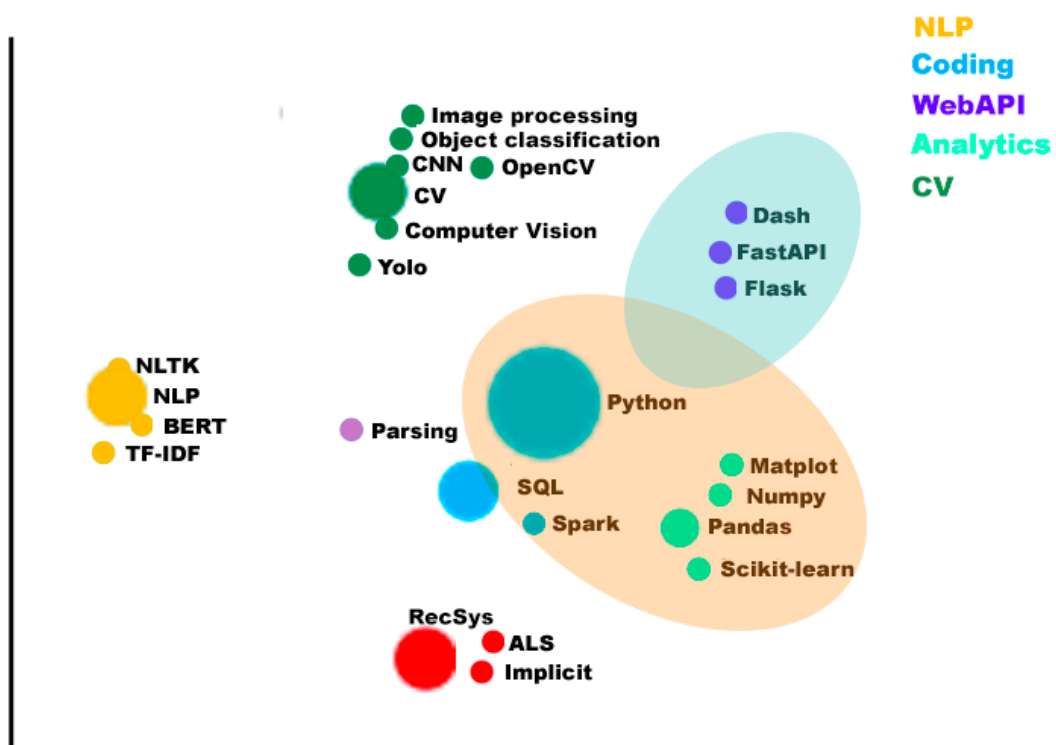 NLP
Coding
WebAPI
Analytics
CV
Image processing
Object classification
CNN
OpenCV
CV
Computer Vision
Yolo
Dash
FastAPI
Flask
NLTK
NLP
BERT
TF-IDF
Python
Parsing
SQL
Spark
Matplot
Numpy
Pandas
Scikit-learn
RecSys
ALS
Implicit